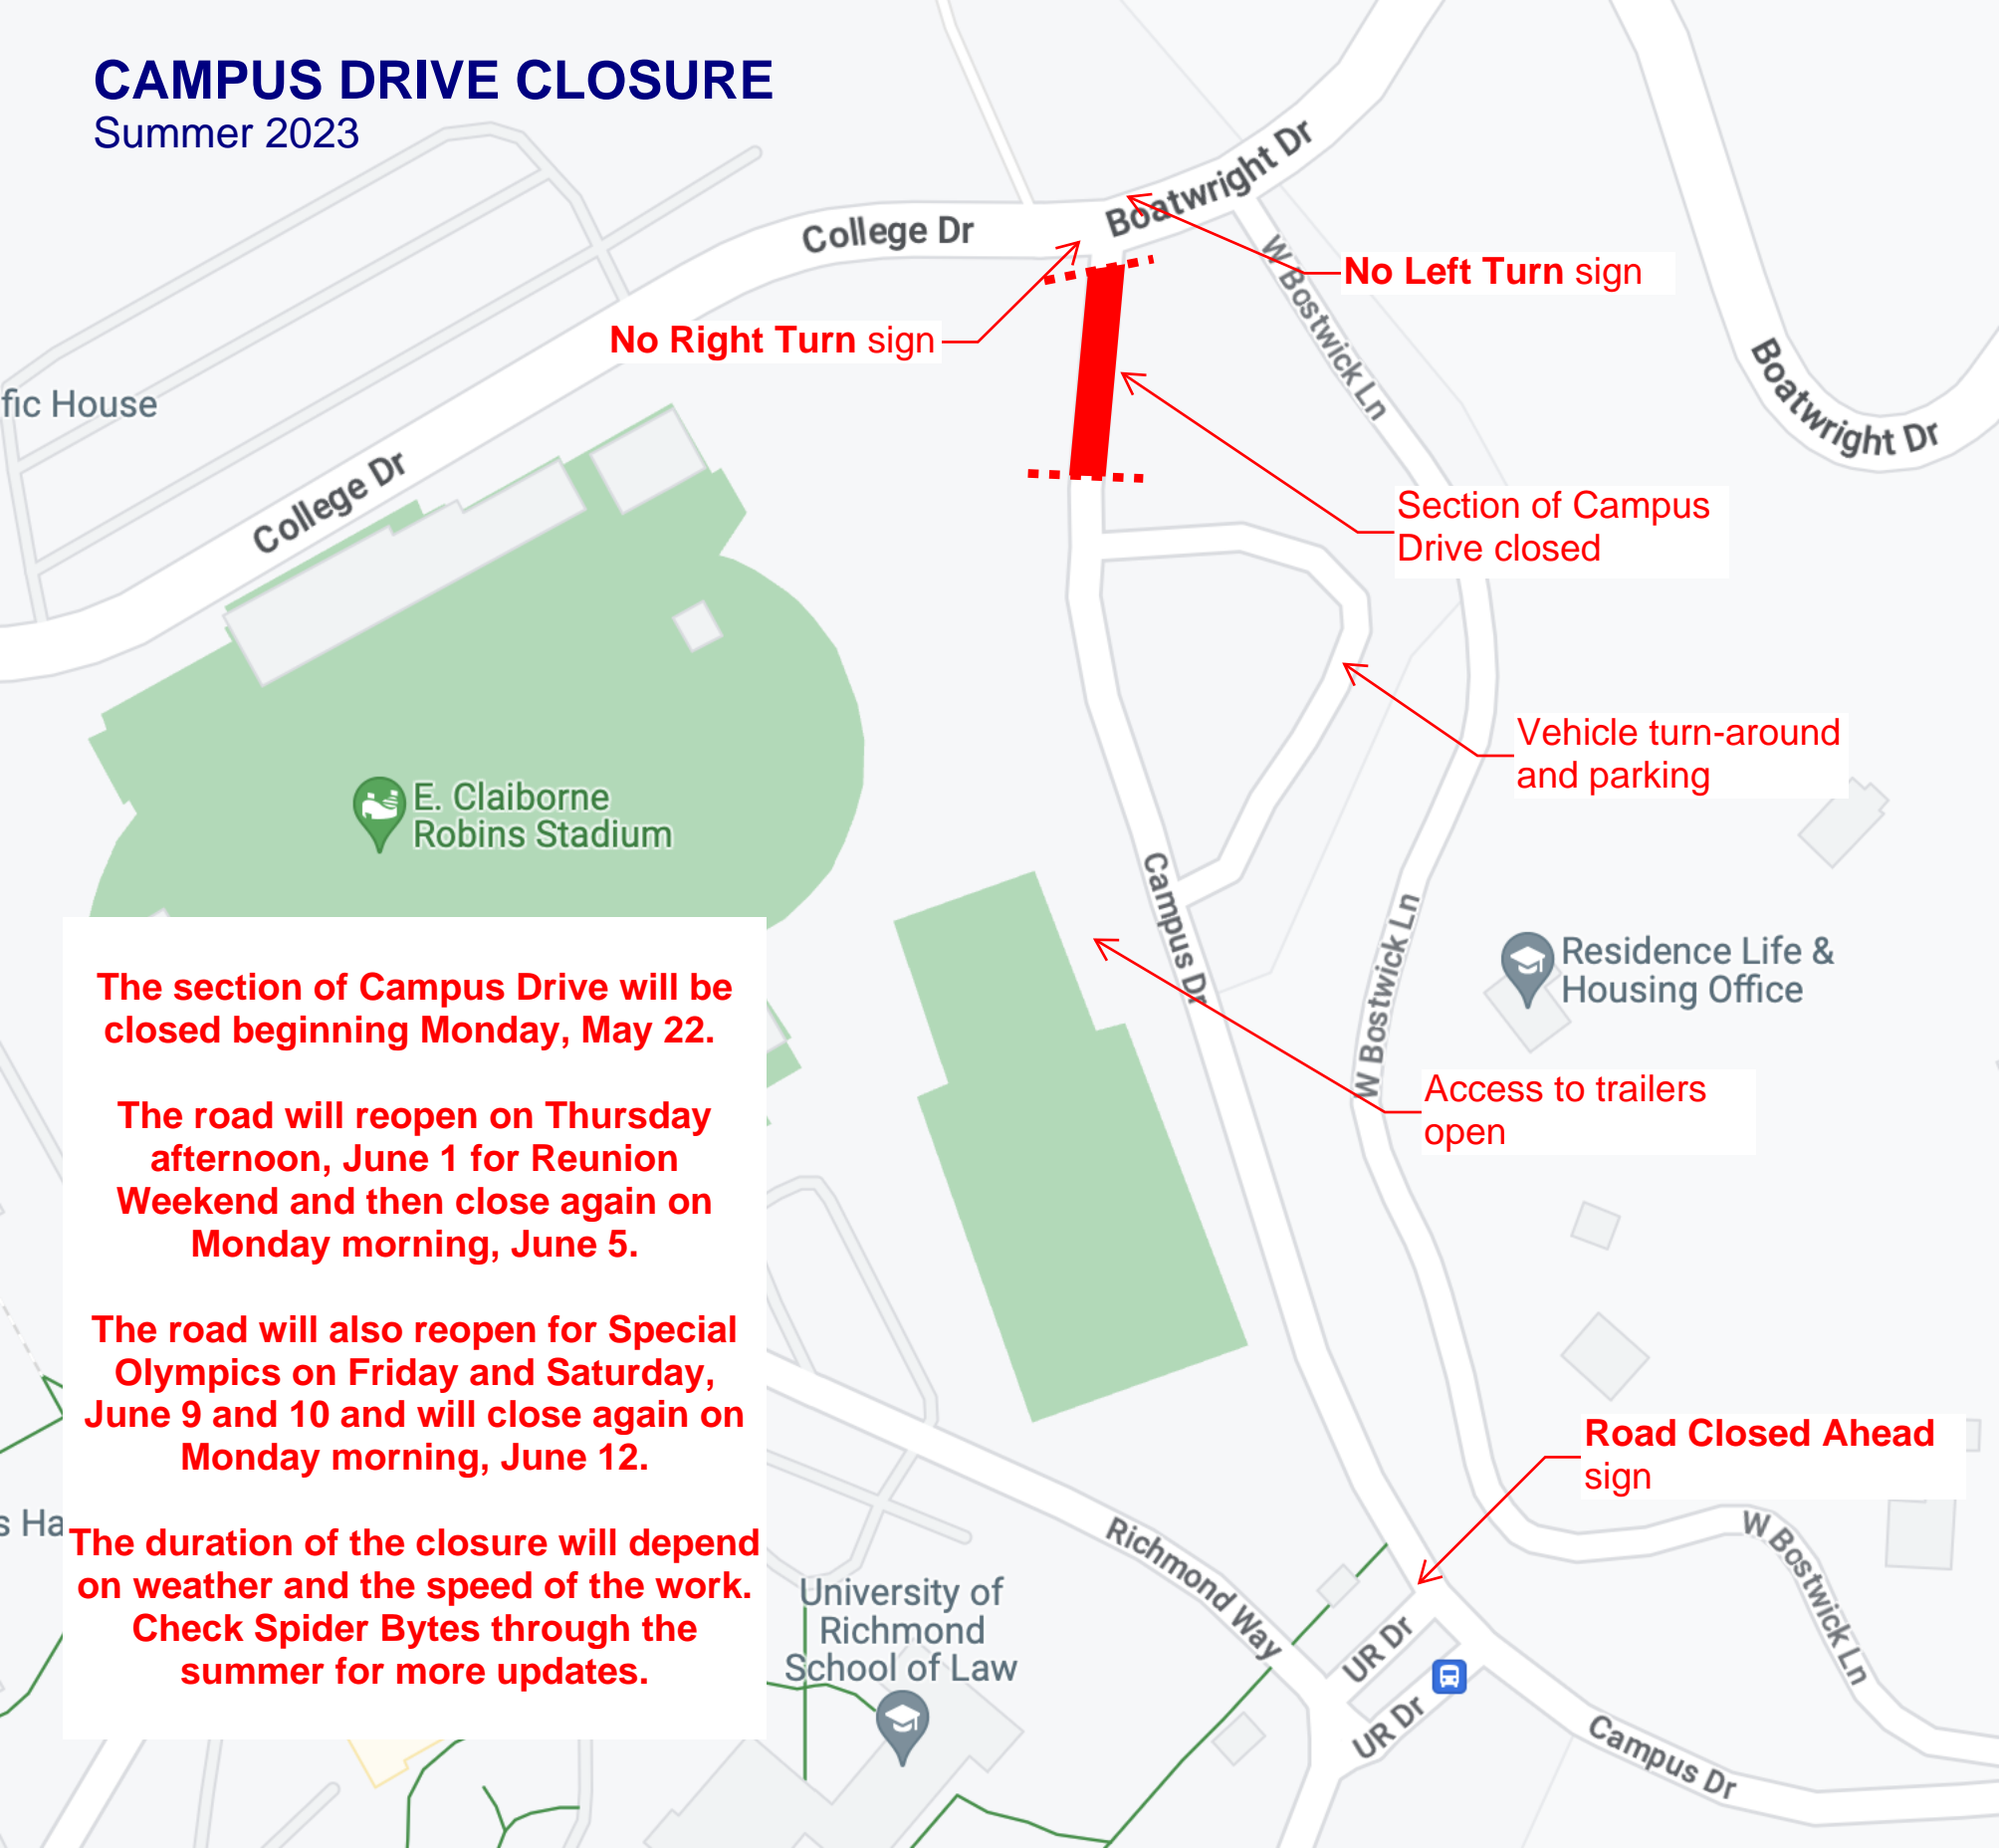 CAMPUS DRIVE CLOSURE
Summer 2023
Boatwright Dr
College Dr
No Left Turn sign
W Bostwick Ln
No Right Turn sign
fic House
Boatwright Dr
College Dr
Section of Campus
Drive closed
Vehicle turn-around
and parking
E. Claiborne
Robins Stadium
Campus Dr
W Bostwick Ln
Residence Life &
Housing Office
Access to trailers
open
The section of Campus Drive will be
closed beginning Monday, May 22.
The road will reopen on Thursday
afternoon, June 1 for Reunion
Weekend and then close again on
Monday morning, June 5.
The road will also reopen for Special
Olympics on Friday and Saturday,
June 9 and 10 and will close again on
Monday morning, June 12.
The duration of the closure will depend
on weather and the speed of the work.
Check Spider Bytes through the
summer for more updates.
s Ha
Road Closed Ahead
sign
Richmond Way
W Bostwick Ln
University of
Richmond
School of Law
UR Dr
UR Dr
Campus Dr